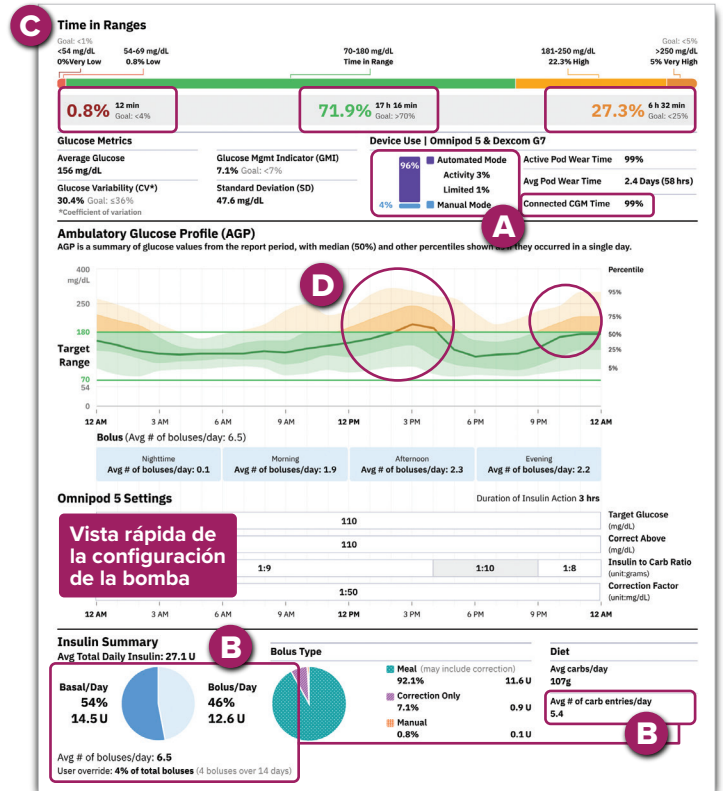 C
Time in Ranges
Goal: <1%
<54 mg/dL
0%Very Low
54-69 mg/dL
0.8% Low
70-180 mg/dL
Time in Range
181-250 mg/dL
22.3% High
Goal: <5%
>250 mg/dL
5% Very High
0.8% 12 min
Goal: <4%
71.9% 17 h 16 min
Goal: >70%
27.3% 6 h 32 min
Goal: <25%
Glucose Metrics
Average Glucose
156 mg/dL
Glucose Mgmt Indicator (GMI)
7.1% Goal: <7%
Glucose Variability (CV*)
30.4% Goal: ≤36%
*Coefficient of variation
Standard Deviation (SD)
47.6 mg/dL
Device Use | Omnipod 5 & Dexcom G7
96%
4%
Automated Mode
Activity 3%
Limited 1%
Manual Mode
A
Active Pod Wear Time 99%
Avg Pod Wear Time 2.4 Days (58 hrs)
Connected CGM Time 99%
Ambulatory Glucose Profile (AGP)
AGP is a summary of glucose values from the report period, with median (50%) and other percentiles shown as if they occurred in a single day.
D
400
mg/dL
250
180
Target
Range
70
54
0
Percentile
95%
75%
50%
25%
5%
12 AM 3 AM 6 AM 9 AM 12 PM 3 PM 6 PM 9 PM 12 AM
Bolus (Avg # of boluses/day: 6.5)
Nighttime
Avg # of boluses/day: 0.1
Morning
Avg # of boluses/day: 1.9
Afternoon
Avg # of boluses/day: 2.3
Evening
Avg # of boluses/day: 2.2
Omnipod 5 Settings
Duration of Insulin Action 3 hrs
Vista rápida de
la configuración
de la bomba
110
Target Glucose
(mg/dL)
110
Correct Above
(mg/dL)
1:9 1:10 1:8
Insulin to Carb Ratio
(unit:grams)
1:50
Correction Factor
(unit:mg/dL)
12 AM 3 AM 6 AM 9 AM 12 PM 3 PM 6 PM 9 PM 12 AM
Insulin Summary
Avg Total Daily Insulin: 27.1 U
B
Basal/Day
54%
14.5 U
Bolus/Day
46%
12.6 U
Avg # of boluses/day: 6.5
User override: 4% of total boluses (4 boluses over 14 days)
Bolus Type
Meal (may include correction)
92.1% 11.6 U
Correction Only
7.1% 0.9 U
Manual
0.8% 0.1 U
Diet
Avg carbs/day
107g
Avg # of carb entries/day
5.4
B